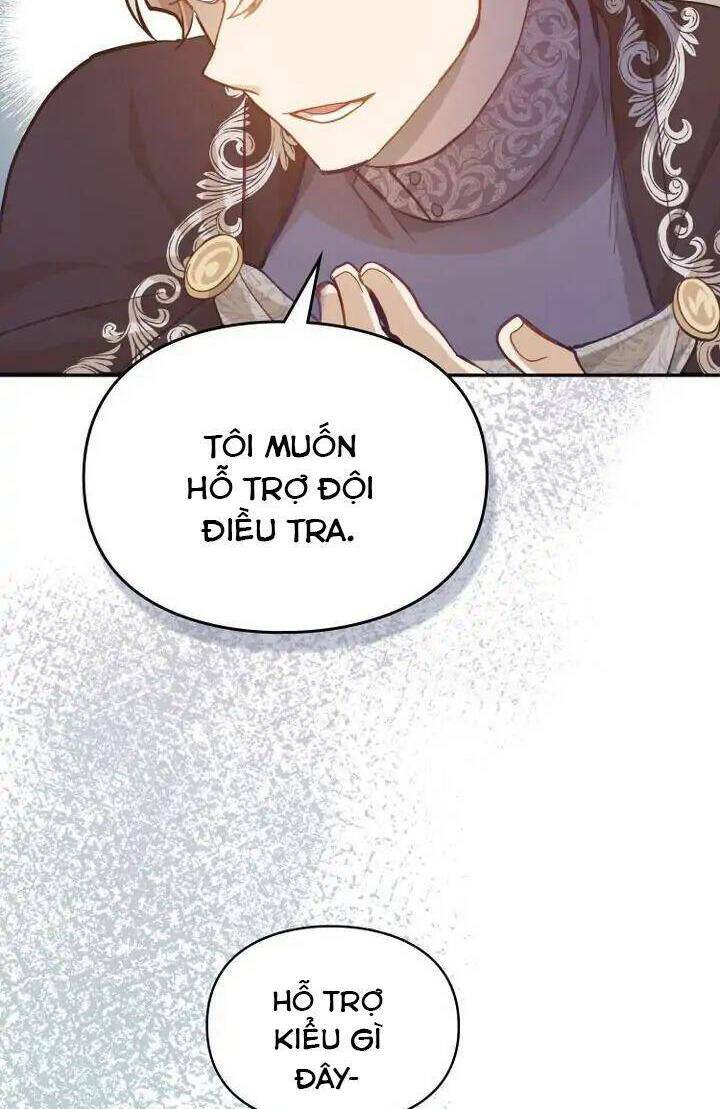 TÔI MUỐN
HỖ TRỢ ĐỘI
ĐIỀU TRA.
HỖ TRỢ
KIỂU GÌ
ĐÂY-